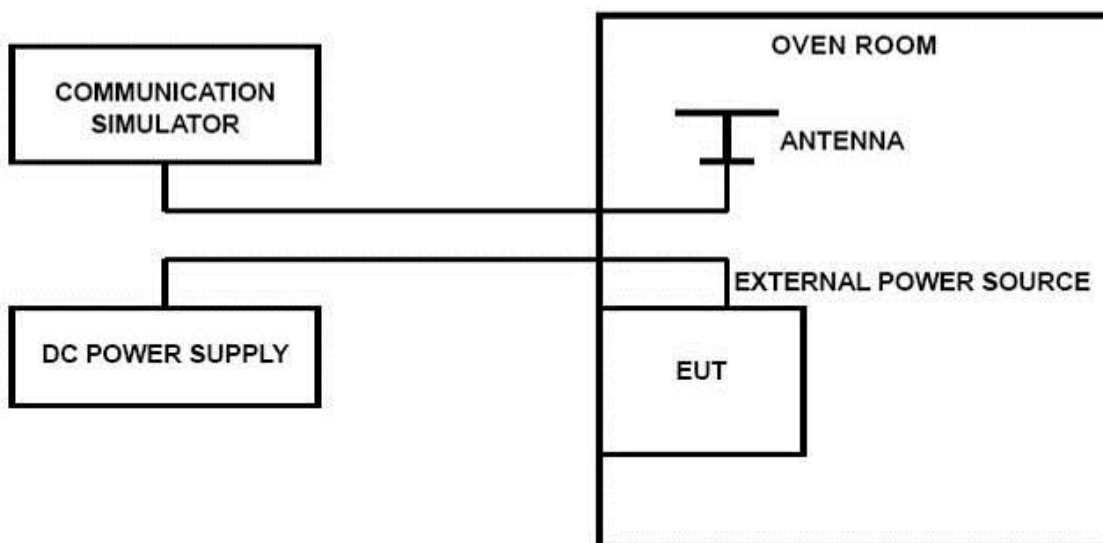 OVEN ROOM
COMMUNICATION
SIMULATOR
ANTENNA
EXTERNAL POWER SOURCE
DC POWER SUPPLY
EUT